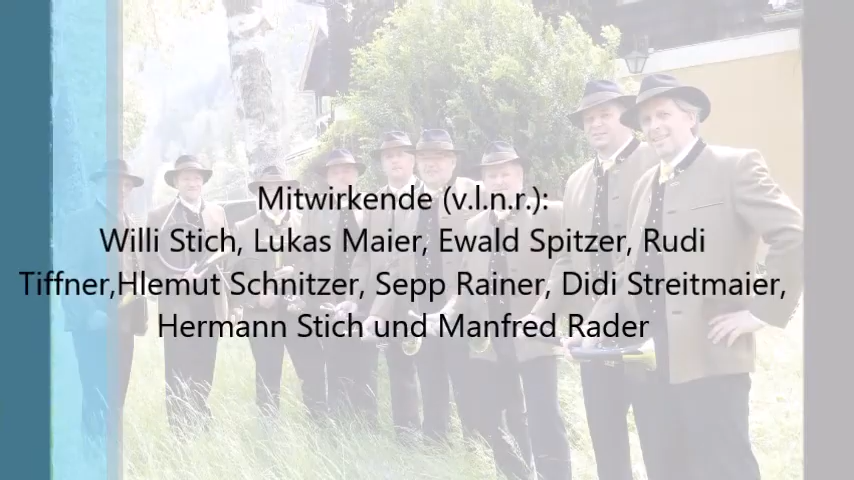 Mitwirkende (v.l.n.r.):
Willi Stich, Lukas Maier, Ewald Spitzer, Rudi
Tiffner,Hlemut Schnitzer, Sepp Rainer, Didi Streitmaier,
Hermann Stich und Manfred Rader